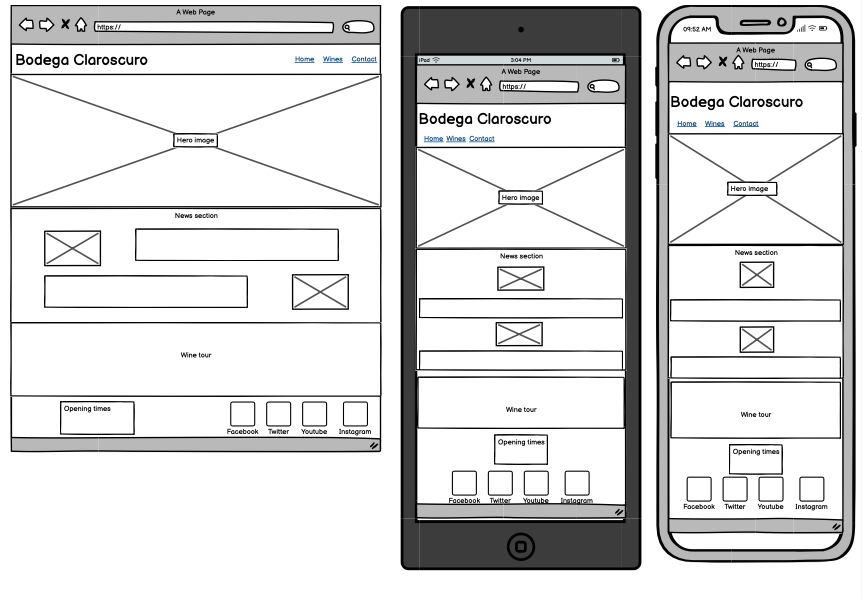 A Web Page
https://
Bodega Claroscuro
Home Wines Contact
Hero image
News section
Wine tour
Opening times
Facebook Twitter Youtube Instagram
iPad 3:04 PM
A Web Page
https://
Bodega Claroscuro
Home Wines Contact
Hero image
News section
Wine tour
Opening times
Facebook Twitter Youtube Instagram
09:52 AM
A Web Page
https://
Bodega Claroscuro
Home Wines Contact
Hero image
News section
Wine tour
Opening times
Facebook Twitter Youtube Instagram